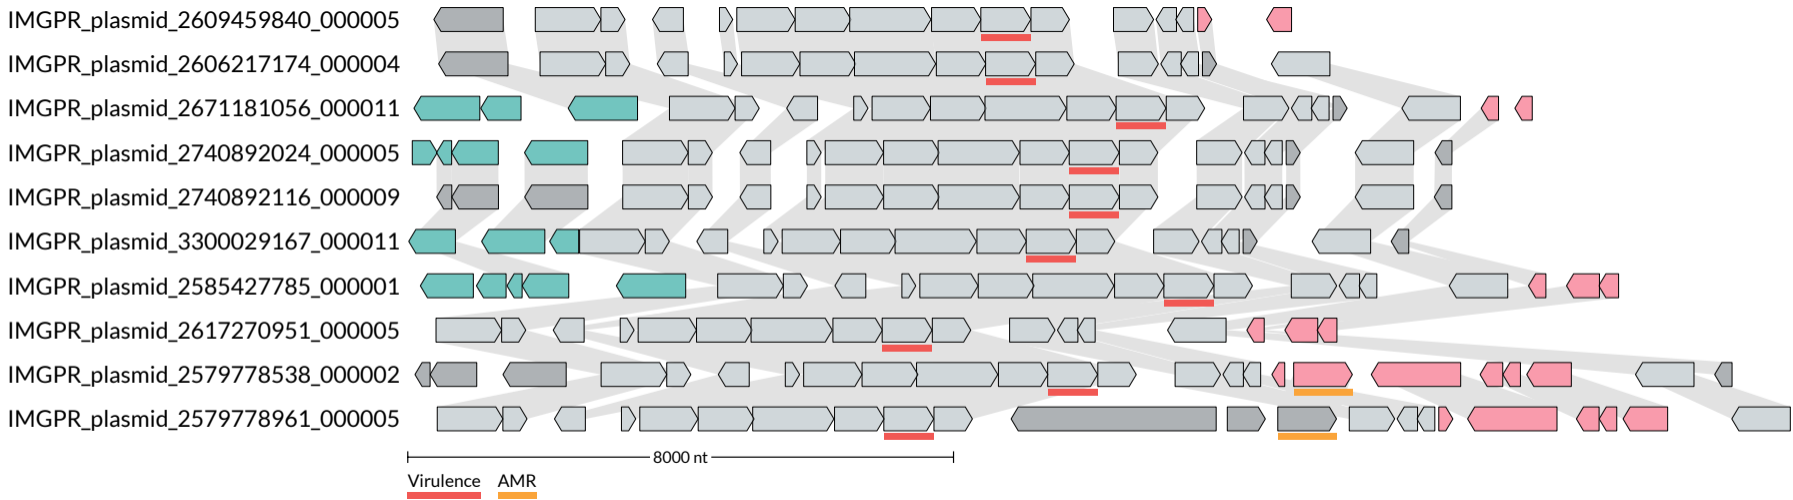 IMGPR_plasmid_2609459840_000005
IMGPR_plasmid_2606217174_000004
IMGPR_plasmid_2671181056_000011
IMGPR_plasmid_2740892024_000005
IMGPR_plasmid_2740892116_000009
IMGPR_plasmid_3300029167_000011
IMGPR_plasmid_2585427785_000001
IMGPR_plasmid_2617270951_000005
IMGPR_plasmid_2579778538_000002
IMGPR_plasmid_2579778961_000005
8000 nt
Virulence AMR